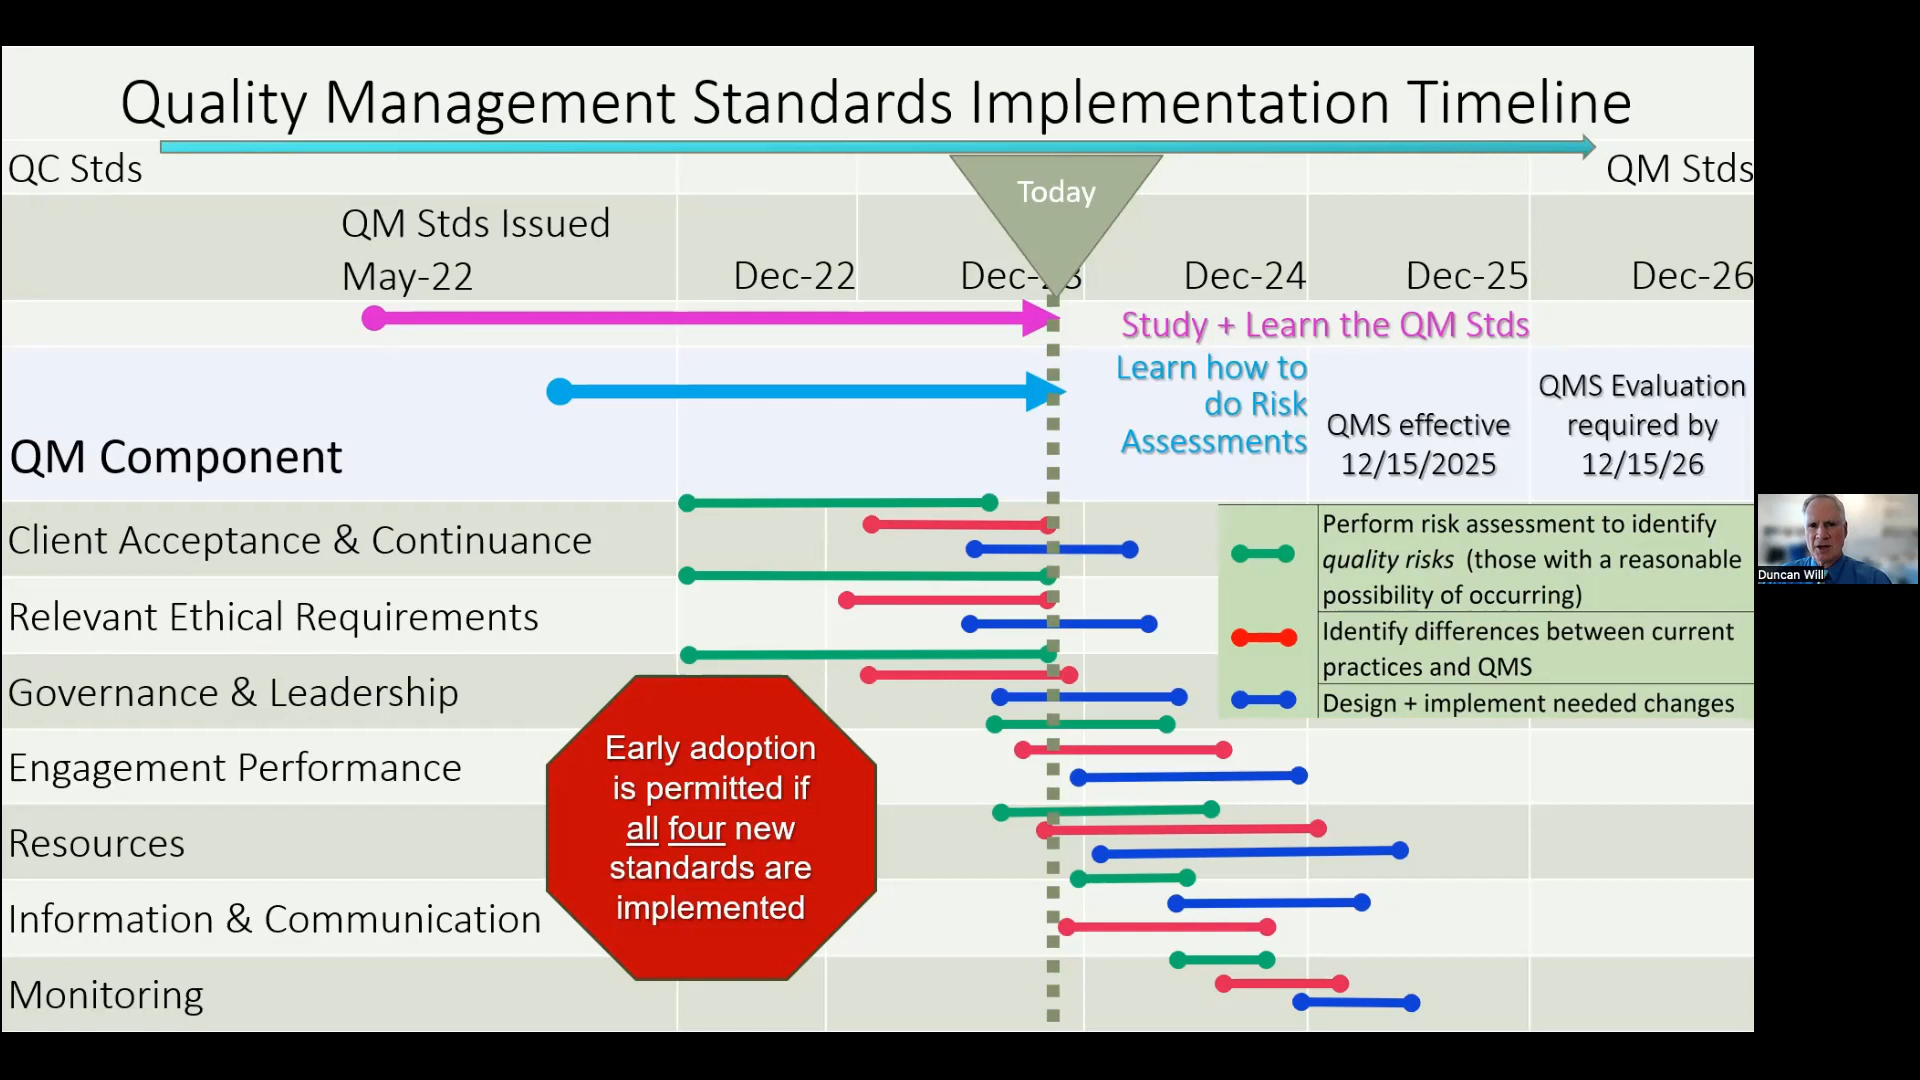 Quality Management Standards Implementation Timeline
QC Stds
QM Stds
Today
QM Stds Issued
May-22
Dec-22
Dec-23
Dec-24
Dec-25
Dec-26
Study + Learn the QM Stds
Learn how to
do Risk
Assessments
QMS effective
12/15/2025
QMS Evaluation
required by
12/15/26
QM Component
Client Acceptance & Continuance
Relevant Ethical Requirements
Governance & Leadership
Engagement Performance
Resources
Information & Communication
Monitoring
Perform risk assessment to identify
quality risks (those with a reasonable
possibility of occurring)
Identify differences between current
practices and QMS
Design + implement needed changes
Early adoption
is permitted if
all four new
standards are
implemented
Duncan Will